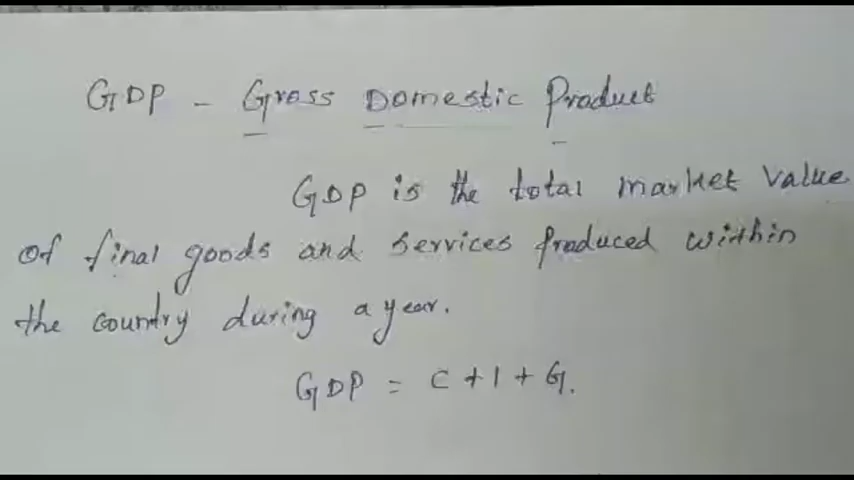 GDP - Gross Domestic Product
GDP is the total market value
of final goods and services produced within
the country during a year.
GDP = C + I + G.